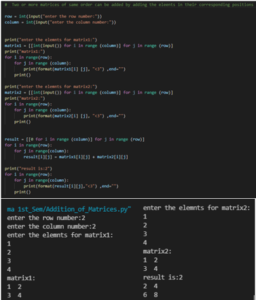 # Two or more matrices of same order can be added by adding the elements in their corresponding positions
row = int(input("enter the row number:"))
column = int(input("enter the column number:"))
print("enter the elemnts for matrix1:")
matrix1 = [[int(input()) for i in range (column)] for j in range (row)]
print("matrix1:")
for i in range(row):
for j in range (column):
print(format(matrix1[i][j], "<3") ,end="")
print()
print("enter the elemnts for matrix2:")
matrix2 = [[int(input()) for i in range (column)] for j in range (row)]
print("matrix2:")
for i in range(row):
for j in range (column):
print(format(matrix2[i][j], "<3") ,end="")
print()
result = [[0 for i in range (column)] for j in range (row)]
for i in range(row):
for j in range(column):
result[i][j] = matrix1[i][j] + matrix2[i][j]
print("result is:")
for i in range(row):
for j in range(column):
print(format(result[i][j],"<3") ,end="")
print()
ma 1st_Sem/Addition_of_Matrices.py"
enter the row number:2
enter the column number:2
enter the elemnts for matrix1:
1
2
3
4
matrix1:
1 2
3 4
enter the elemnts for matrix2:
1
2
3
4
matrix2:
1 2
3 4
result is:2
2 4
6 8